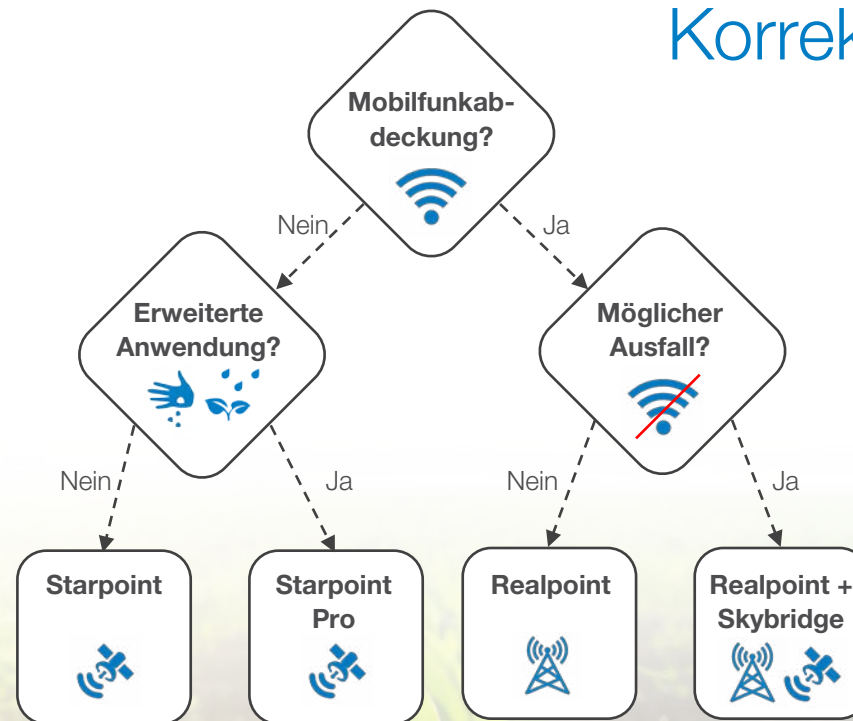 Korrek
Mobilfunkab-
deckung?
Nein
Ja
Erweiterte
Anwendung?
Möglicher
Ausfall?
Nein
Ja
Nein
Ja
Starpoint
Starpoint
Pro
Realpoint
Realpoint +
Skybridge